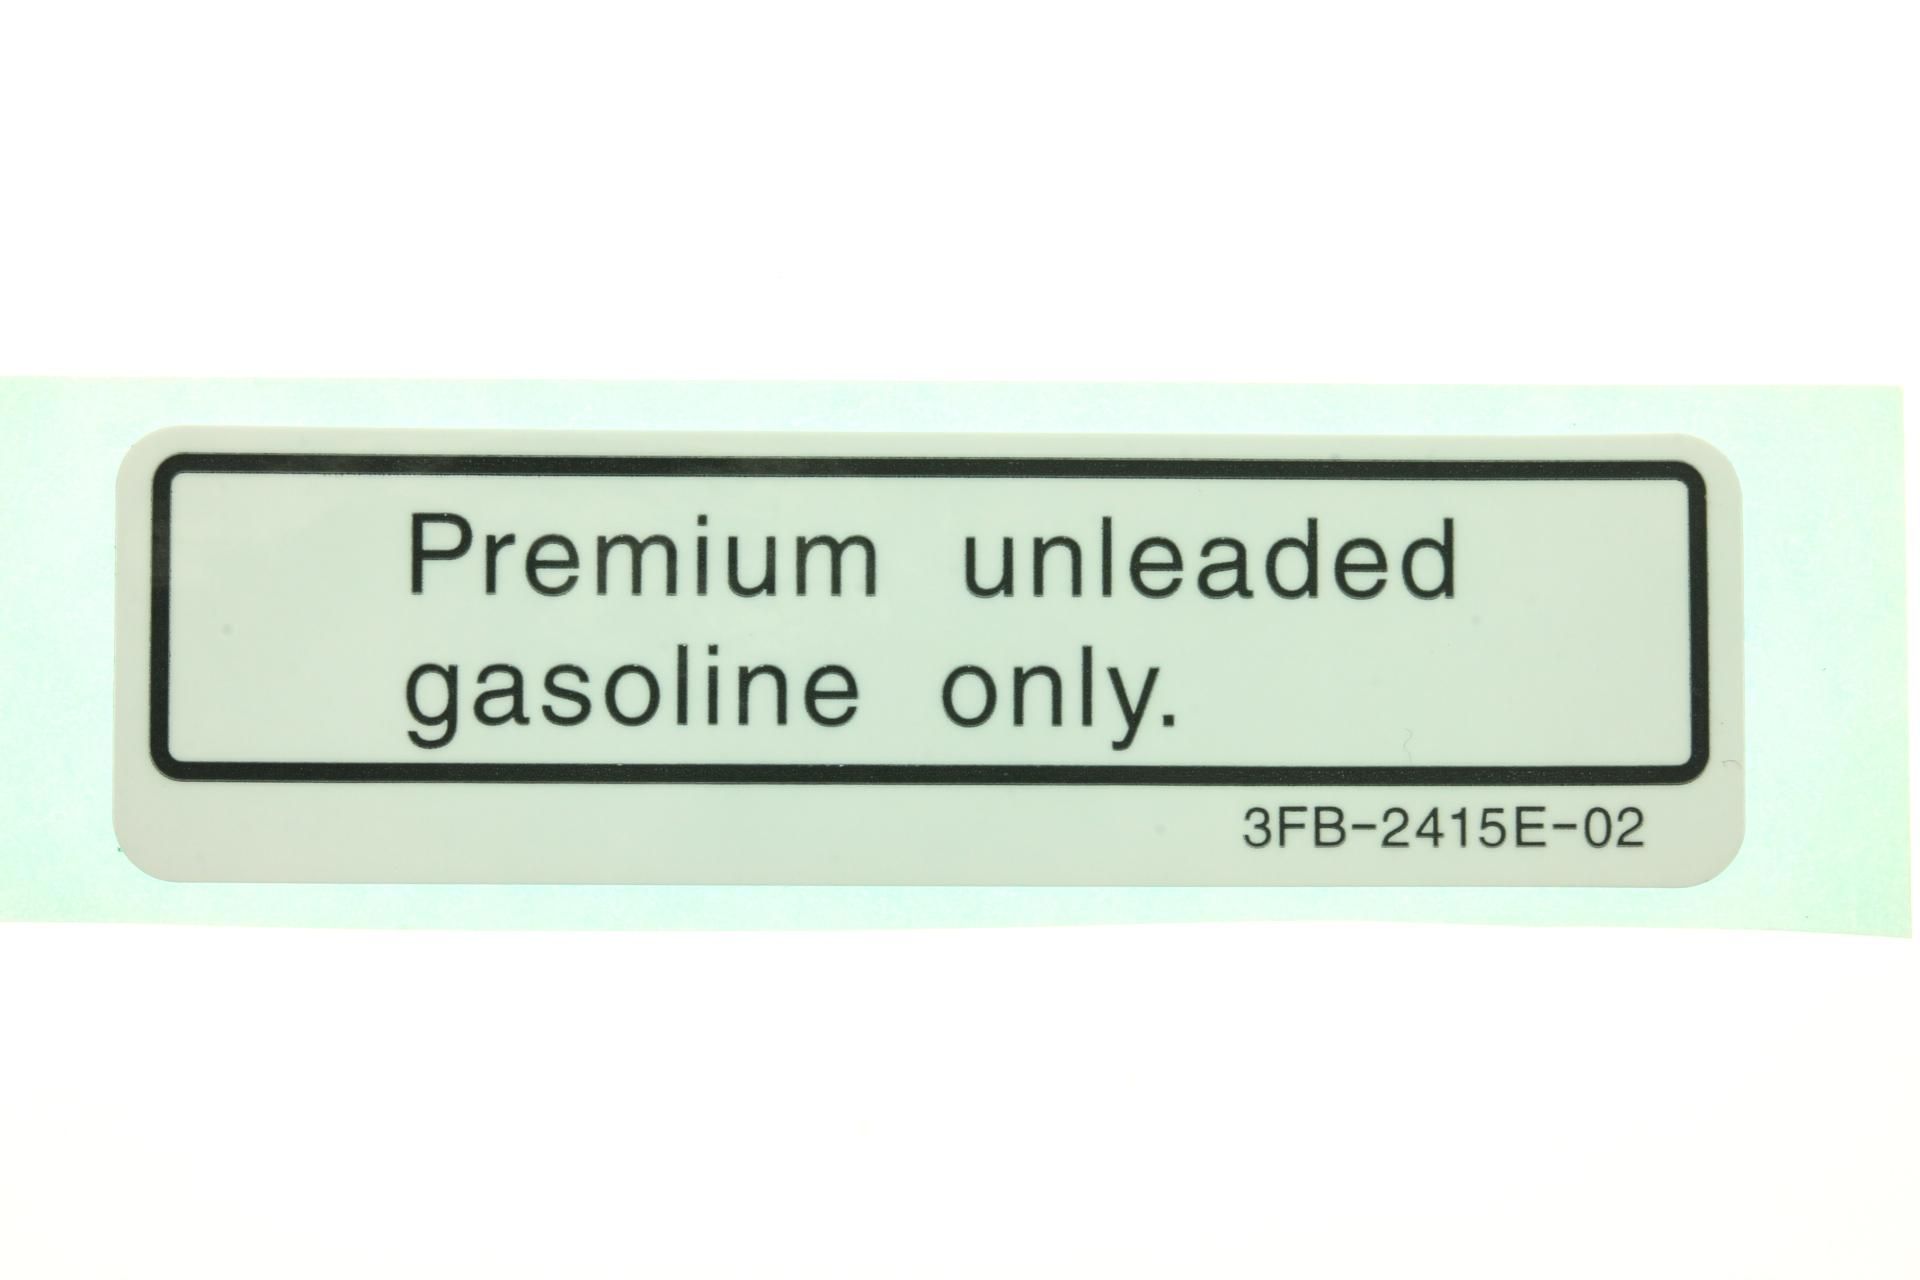 Premium unleaded
gasoline only.
3FB-2415E-02